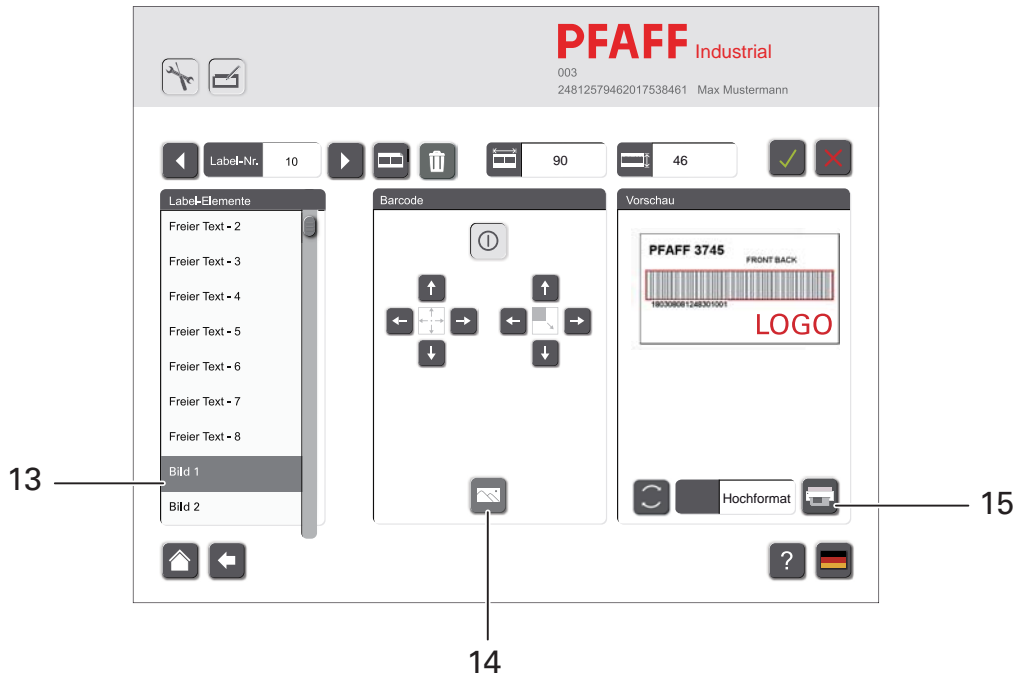 PFAFF Industrial
003
24812579462017538461 Max Mustermann
Label-Nr. 10
90
46
Label-Elemente
Freier Text - 2
Freier Text - 3
Freier Text - 4
Freier Text - 5
Freier Text - 6
Freier Text - 7
Freier Text - 8
Bild 1
Bild 2
Barcode
Vorschau
PFAFF 3745
FRONT BACK
180308081248301001
LOGO
Hochformat
?
13
14
15